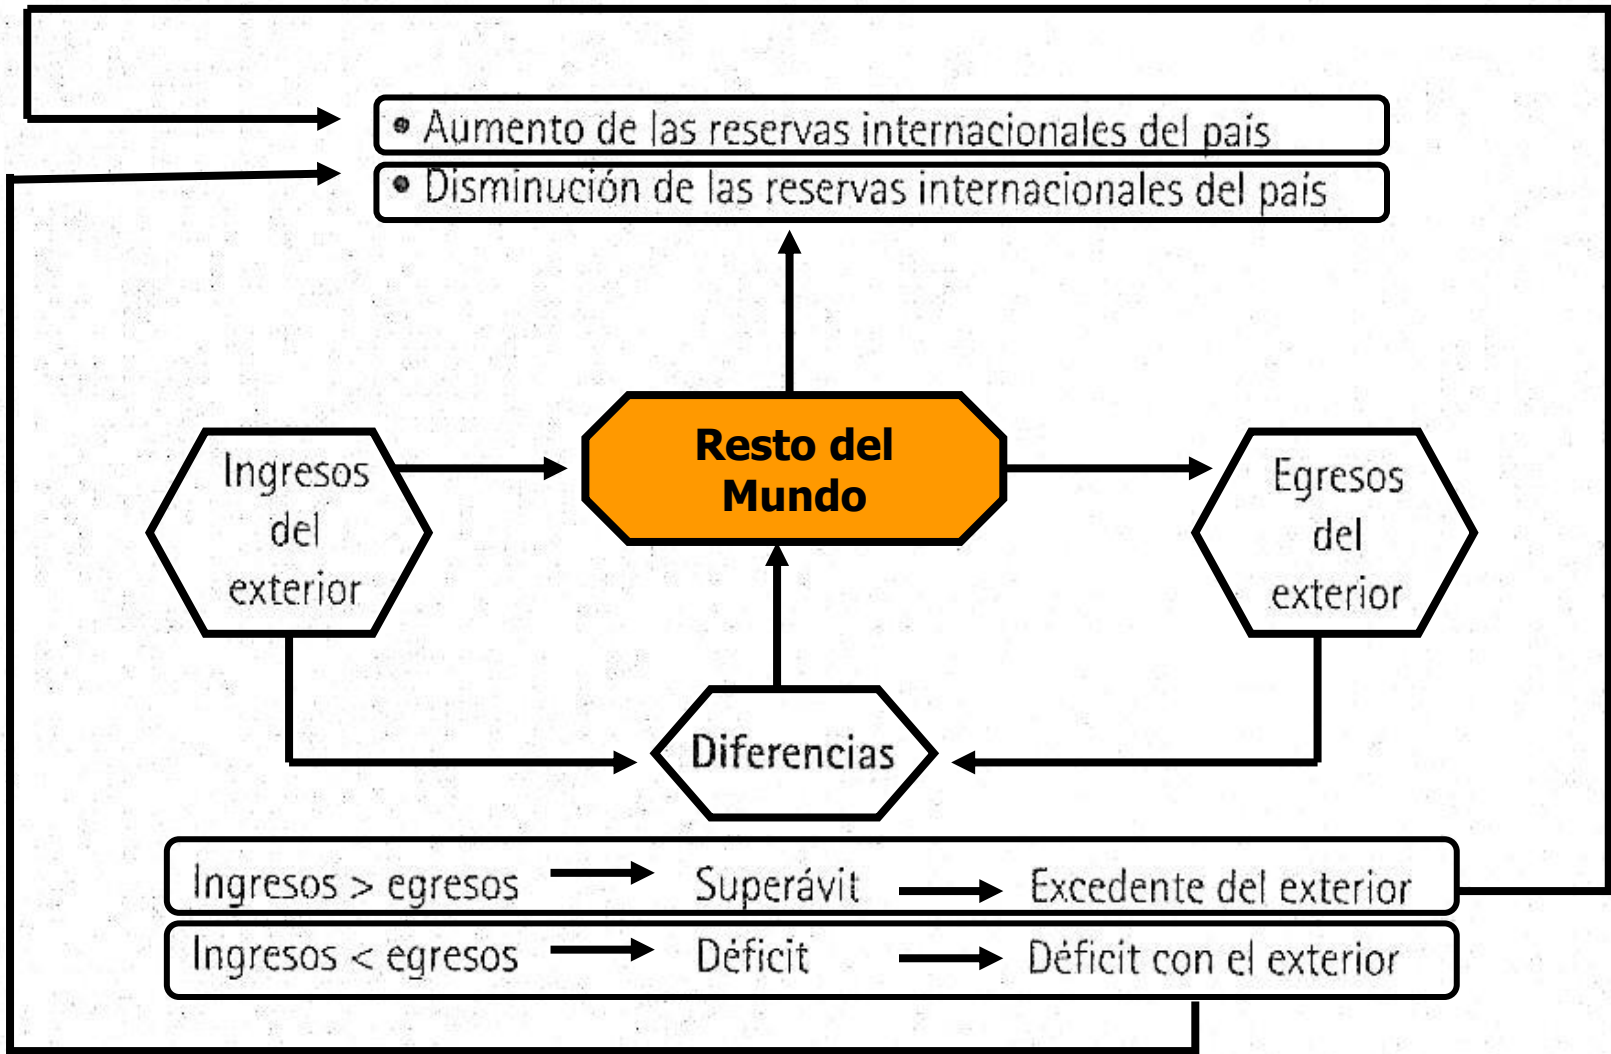 • Aumento de las reservas internacionales del país
• Disminución de las reservas internacionales del país
Resto del
Mundo
Ingresos
del
exterior
Egresos
del
exterior
Diferencias
Ingresos > egresos Superávit Excedente del exterior
Ingresos < egresos Déficit Déficit con el exterior